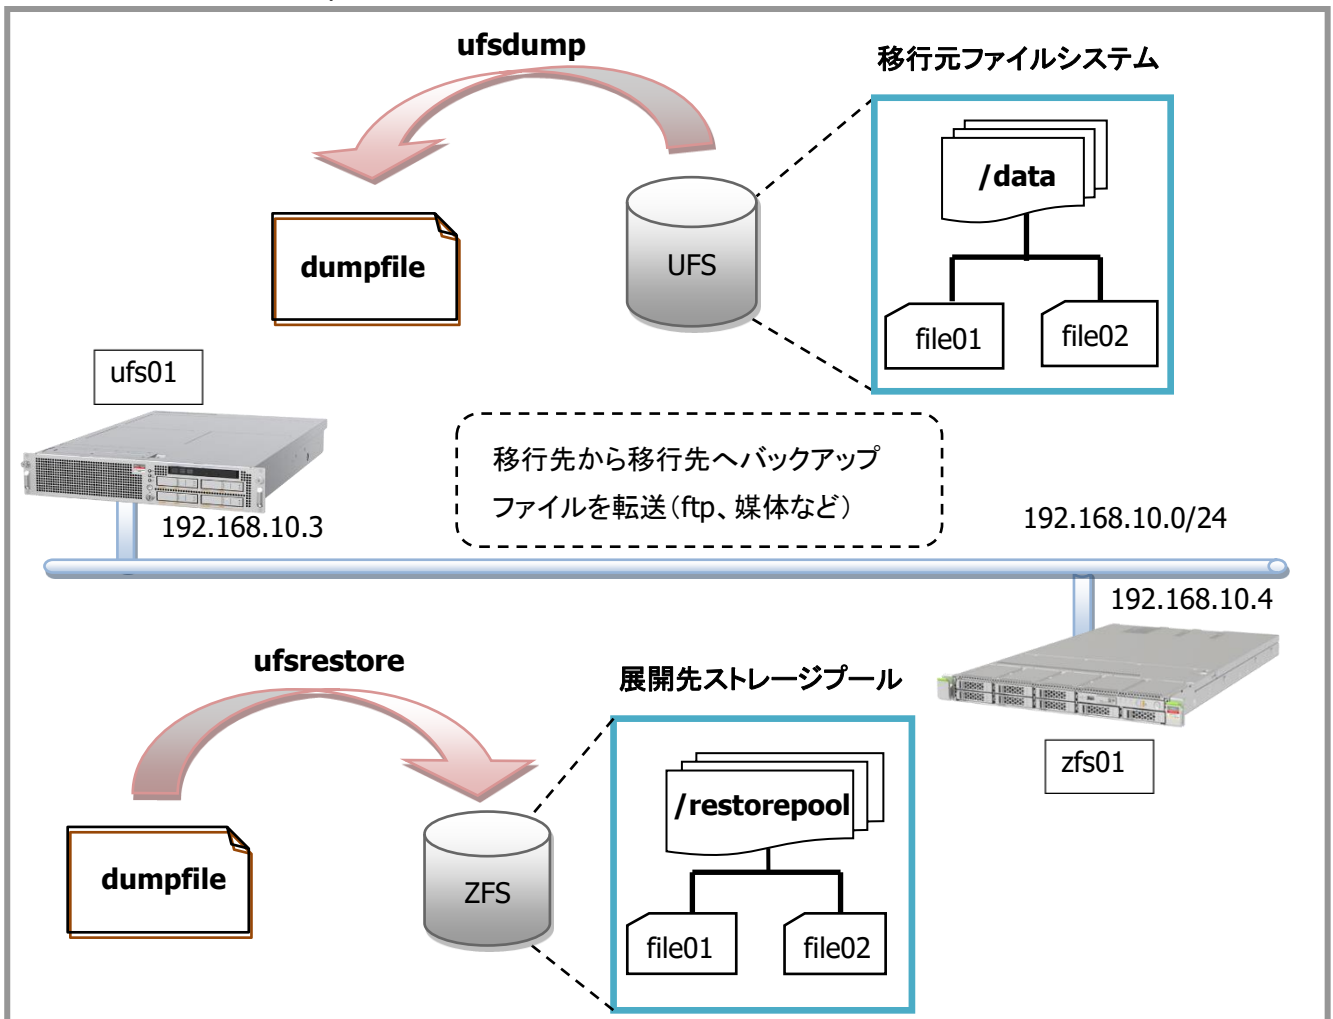 ufsdump
移行元ファイルシステム
/data
dumpfile
UFS
file01
file02
ufs01
移行先から移行先へバックアップ
ファイルを転送（ftp、媒体など）
192.168.10.3
192.168.10.0/24
192.168.10.4
ufsrestore
展開先ストレージプール
zfs01
/restorepool
dumpfile
ZFS
file01
file02